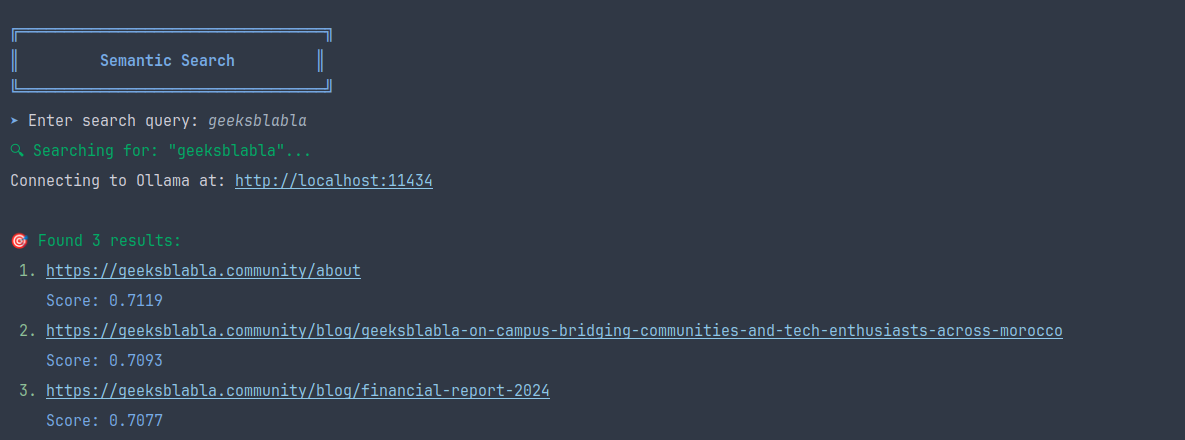 Semantic Search
➤ Enter search query: geeksblabla
🔍 Searching for: "geeksblabla"...
Connecting to Ollama at: http://localhost:11434
🎯 Found 3 results:
1. https://geeksblabla.community/about
Score: 0.7119
2. https://geeksblabla.community/blog/geeksblabla-on-campus-bridging-communities-and-tech-enthusiasts-across-morocco
Score: 0.7093
3. https://geeksblabla.community/blog/financial-report-2024
Score: 0.7077